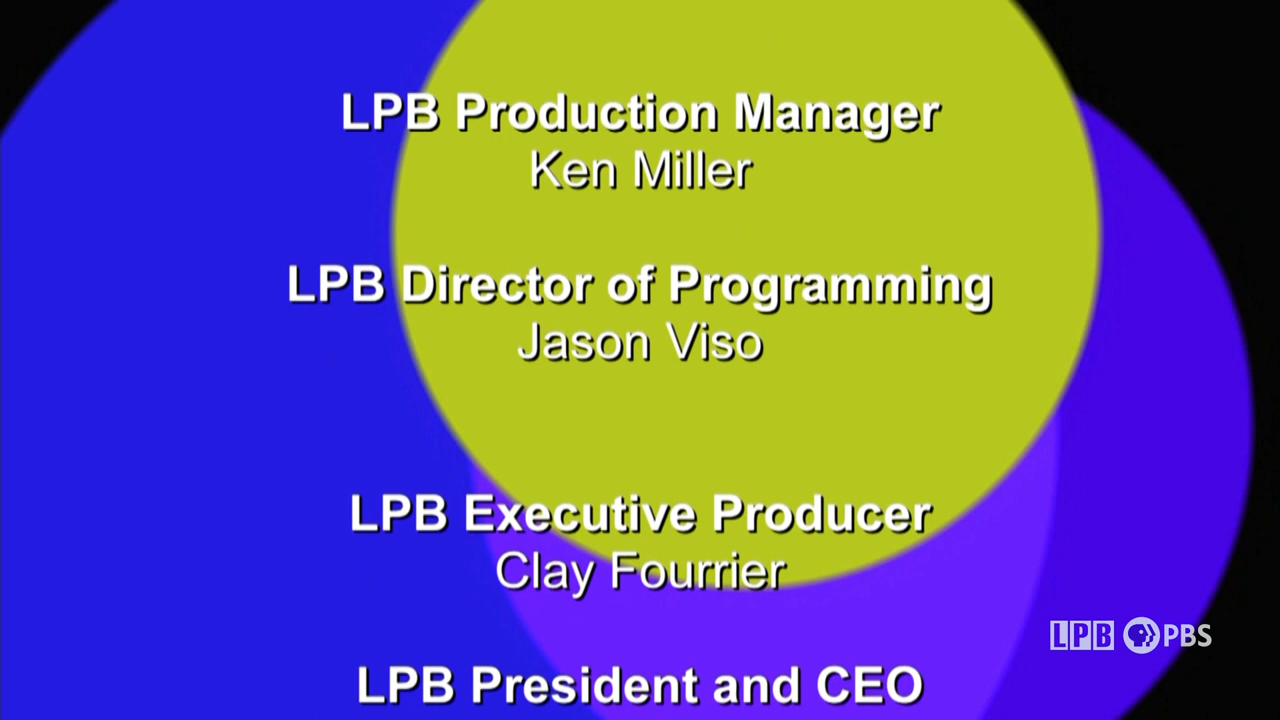 LPB Production Manager
Ken Miller
LPB Director of Programming
Jason Viso
LPB Executive Producer
Clay Fourrier
LPB President and CEO
LPB PBS